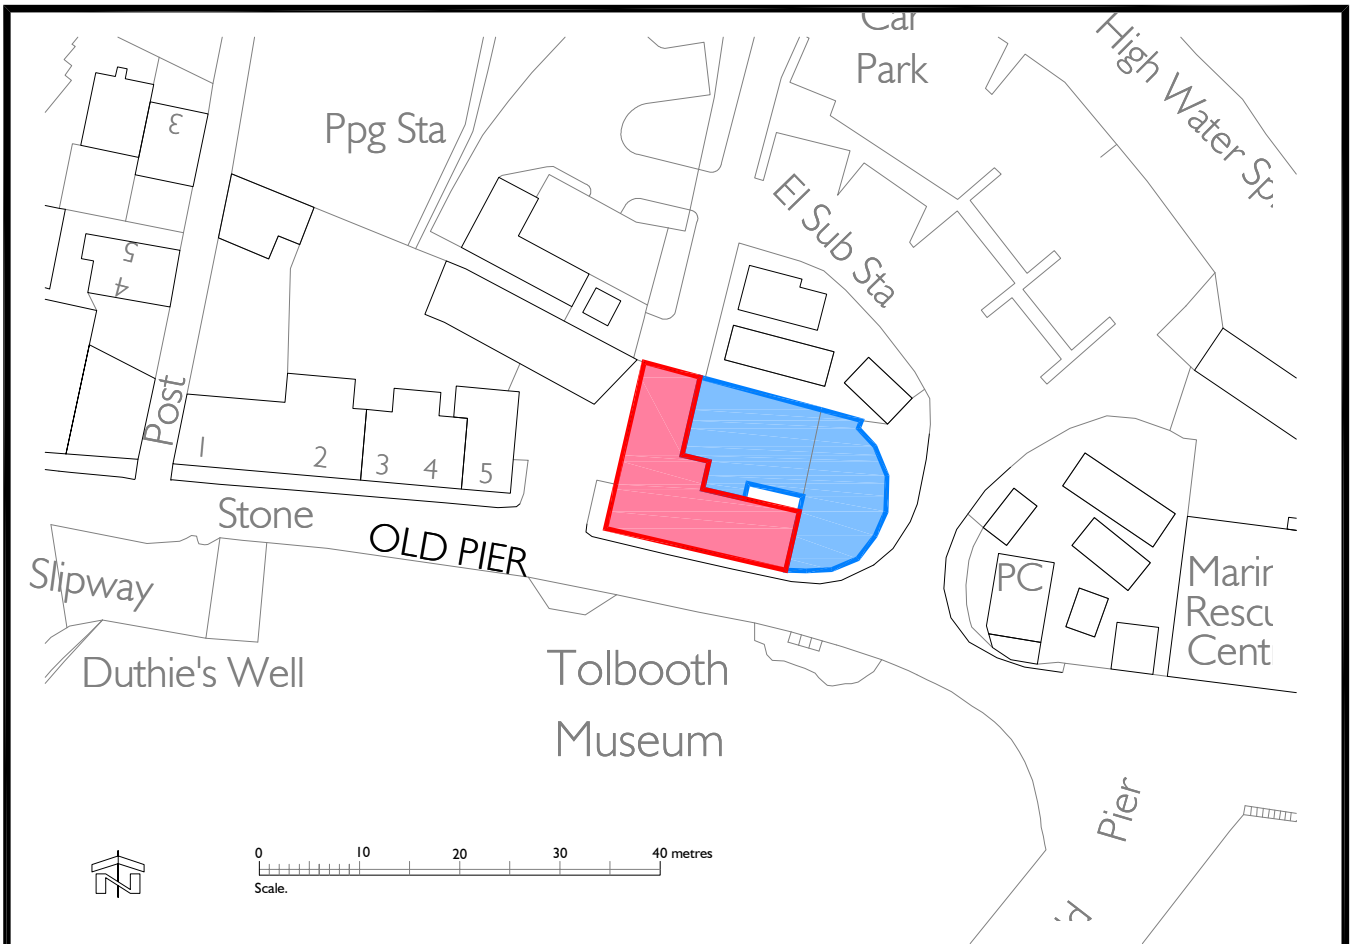 Car
Park
High Water Sp
Ppg Sta
3
El Sub Sta
5
4
Post
1
2
3
4
5
Stone
OLD PIER
Slipway
PC
Marin
Rescu
Cent
Duthie's Well
Tolbooth
Museum
Pier
0 10 20 30 40 metres
Scale.
N